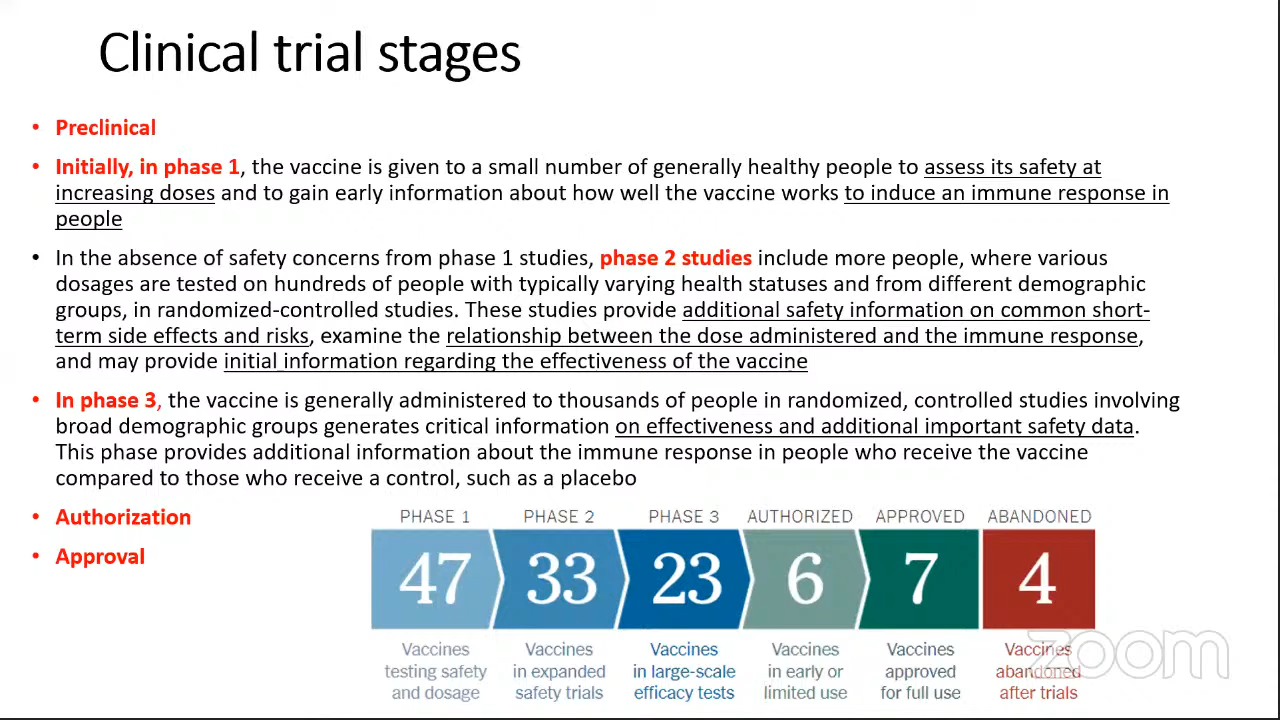 Clinical trial stages
• Preclinical
• Initially, in phase 1, the vaccine is given to a small number of generally healthy people to assess its safety at
increasing doses and to gain early information about how well the vaccine works to induce an immune response in
people
• In the absence of safety concerns from phase 1 studies, phase 2 studies include more people, where various
dosages are tested on hundreds of people with typically varying health statuses and from different demographic
groups, in randomized-controlled studies. These studies provide additional safety information on common short-
term side effects and risks, examine the relationship between the dose administered and the immune response,
and may provide initial information regarding the effectiveness of the vaccine
• In phase 3, the vaccine is generally administered to thousands of people in randomized, controlled studies involving
broad demographic groups generates critical information on effectiveness and additional important safety data.
This phase provides additional information about the immune response in people who receive the vaccine
compared to those who receive a control, such as a placebo
• Authorization
• Approval
PHASE 1 PHASE 2 PHASE 3 AUTHORIZED APPROVED ABANDONED
47 33 23 6 7 4
Vaccines Vaccines Vaccines Vaccines Vaccines Vaccines
testing safety in expanded in large-scale in early or approved abandoned
and dosage safety trials efficacy tests limited use for full use after trials
zoom